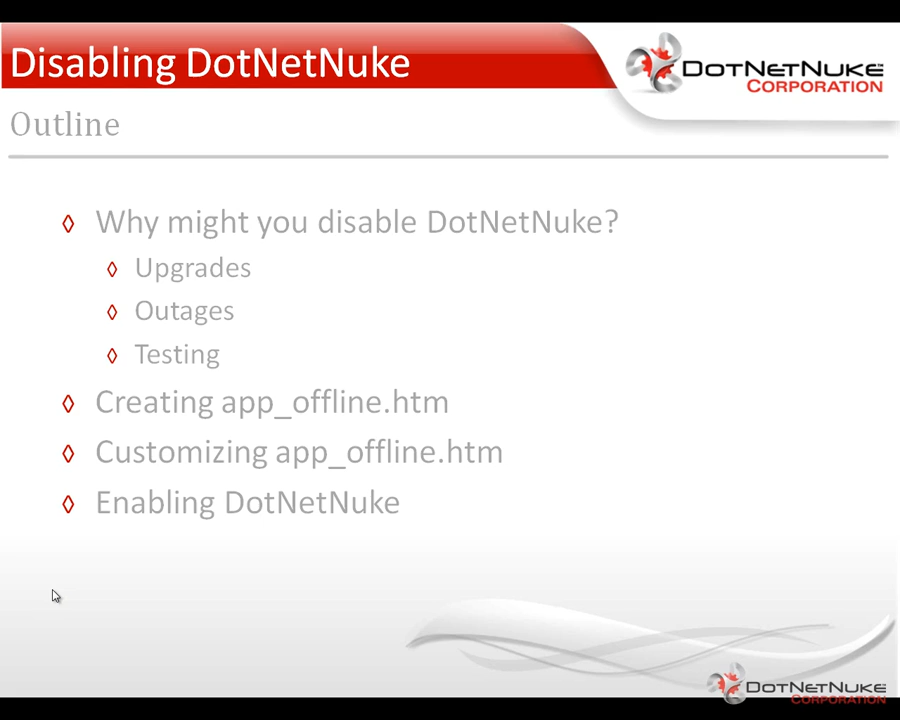 Disabling DotNetNuke
DotNetNuke
Corporation
Outline
Why might you disable DotNetNuke?
Upgrades
Outages
Testing
Creating app_offline.htm
Customizing app_offline.htm
Enabling DotNetNuke
DotNetNuke
Corporation